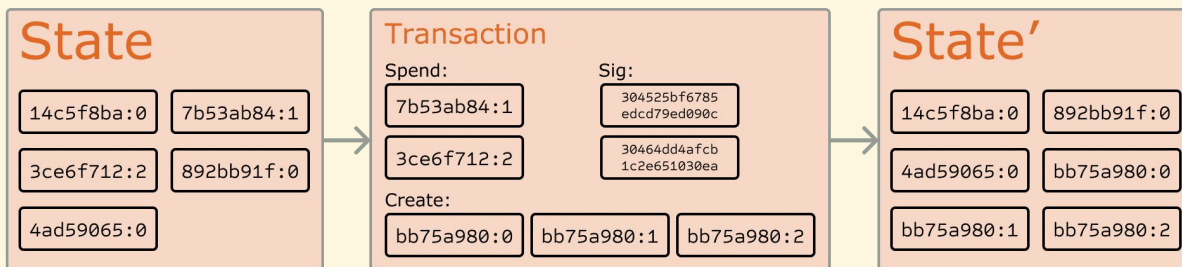 State
14c5f8ba:0 7b53ab84:1
3ce6f712:2 892bb91f:0
4ad59065:0
Transaction
Spend: Sig:
7b53ab84:1 304525bf6785
edcd79ed090c
3ce6f712:2 30464dd4afcb
1c2e651030ea
Create:
bb75a980:0 bb75a980:1 bb75a980:2
State′
14c5f8ba:0 892bb91f:0
4ad59065:0 bb75a980:0
bb75a980:1 bb75a980:2